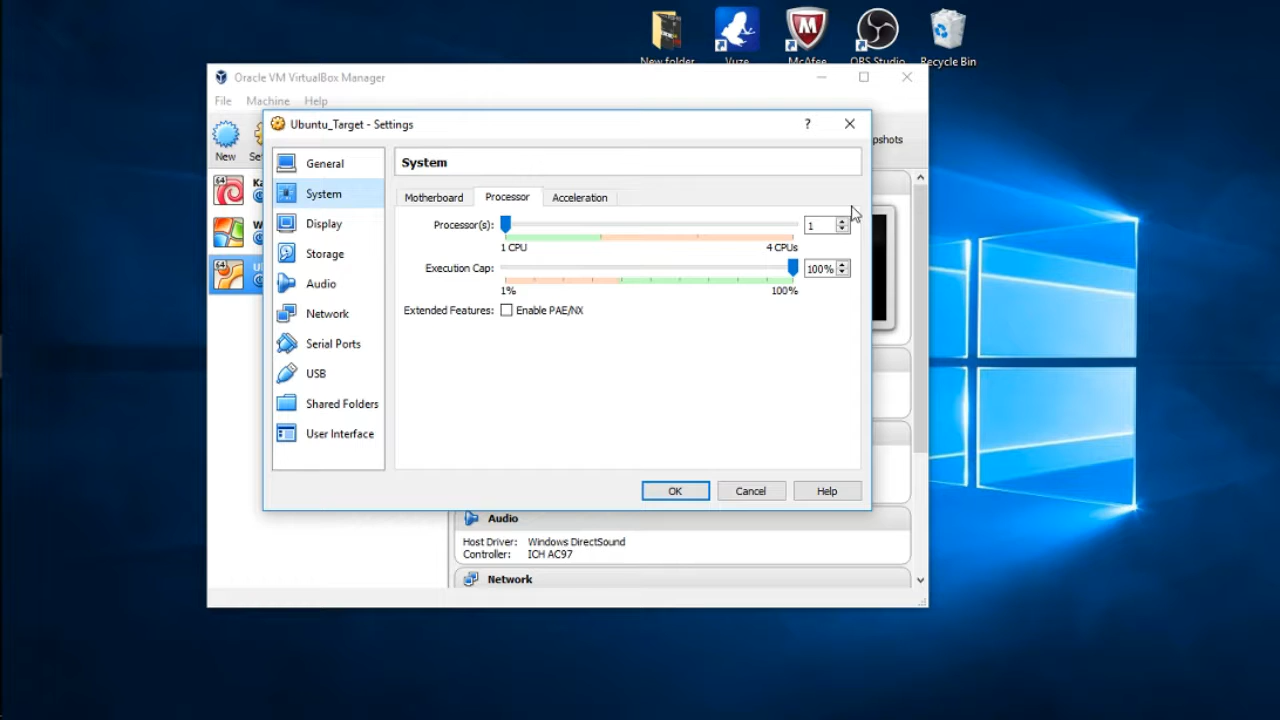 New folder
Vuze
McAfee
OBS Studio
Recycle Bin
Oracle VM VirtualBox Manager
File Machine Help
New
Ubuntu_Target - Settings
?
General
System
Display
Storage
Audio
Network
Serial Ports
USB
Shared Folders
User Interface
System
Motherboard Processor Acceleration
Processor(s): 1
1 CPU 4 CPUs
Execution Cap: 100%
1% 100%
Extended Features: Enable PAE/NX
OK Cancel Help
64
64
Audio
Host Driver: Windows DirectSound
Controller: ICH AC97
Network